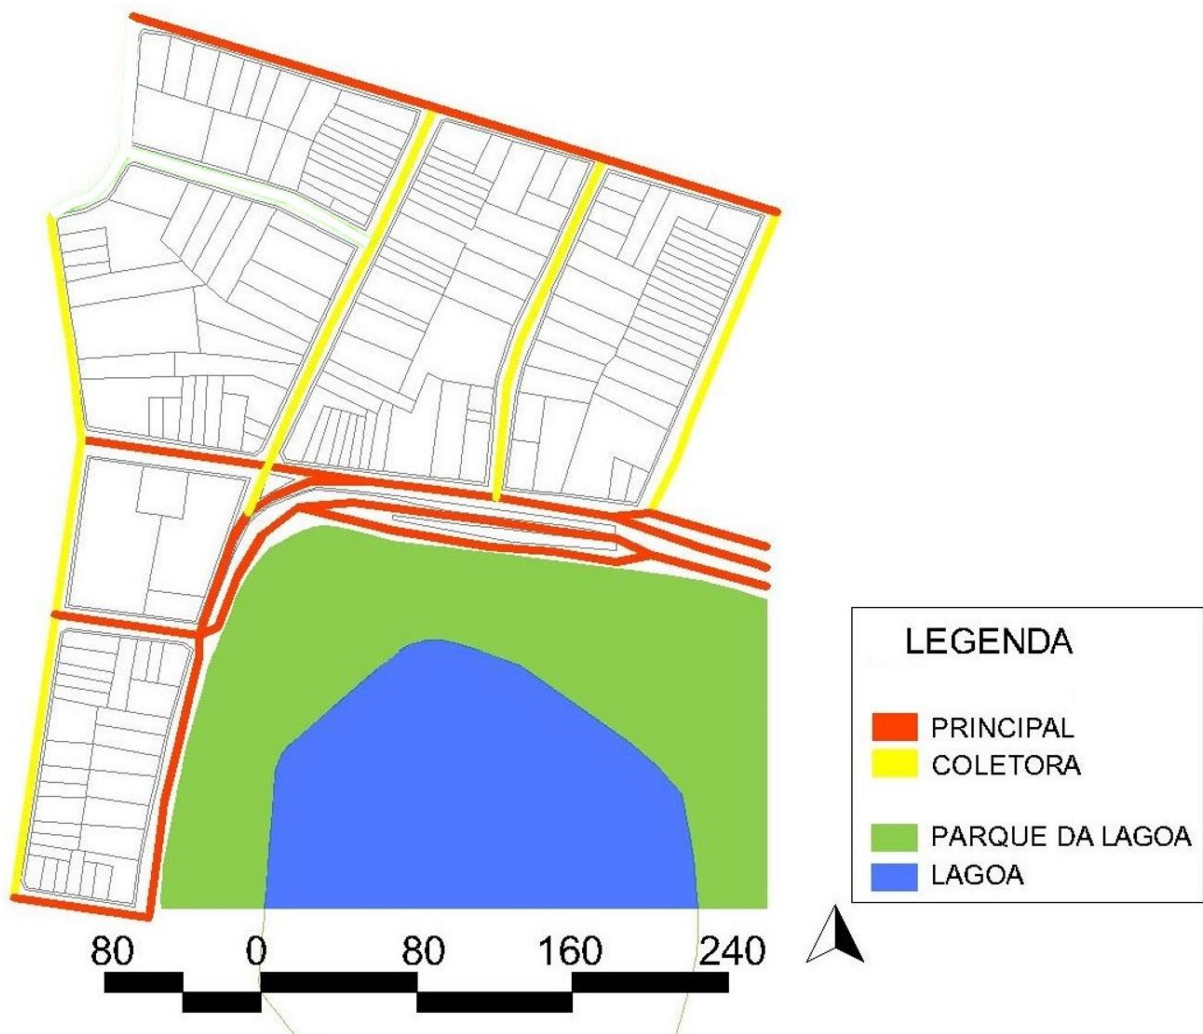 LEGENDA
PRINCIPAL
COLETORA
PARQUE DA LAGOA
LAGOA
80 0 80 160 240